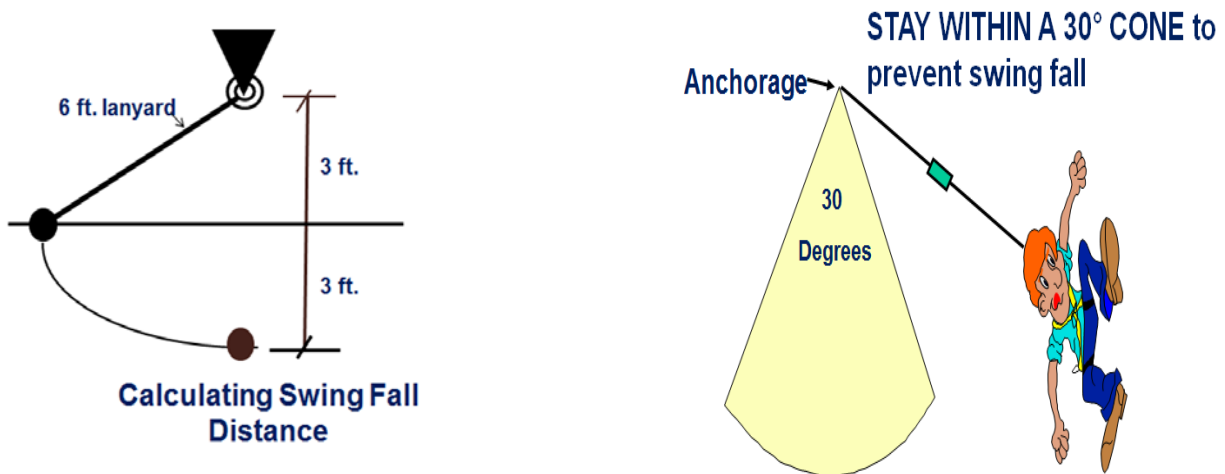 6 ft. lanyard
3 ft.
3 ft.
Calculating Swing Fall
Distance
STAY WITHIN A 30° CONE to
prevent swing fall
Anchorage
30
Degrees